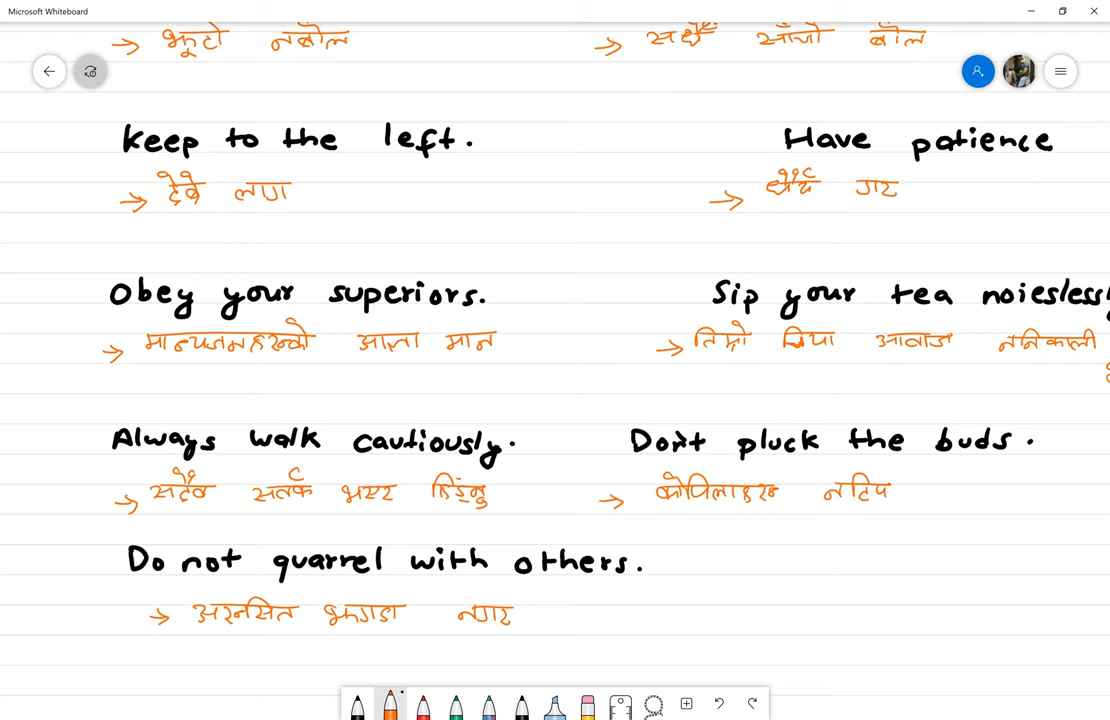 Microsoft Whiteboard
→ झूटो नबोल → सधैँ साँचो बोल
Keep to the left. Have patience
→ देब्रे लाग → धैर्य गर
Obey your superiors. Sip your tea noieslessl
→ मान्यजनहरूको आज्ञा मान → तिम्रो चिया आवाज ननिकाली
Always walk cautiously. Don't pluck the buds.
→ सदैव सतर्क भएर हिँड्नु → कोपिलाहरू नटिप
Do not quarrel with others.
→ अरूसित झगडा नगर